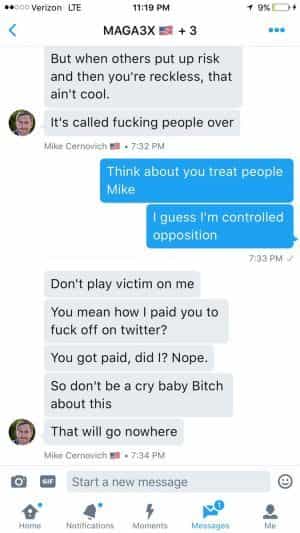 Verizon LTE 11:19 PM 9%
MAGA3X 🇺🇸 + 3
But when others put up risk
and then you're reckless, that
ain't cool.
It's called fucking people over
Mike Cernovich 🇺🇸 • 7:32 PM
Think about you treat people
Mike
I guess I'm controlled
opposition
7:33 PM ✓
Don't play victim on me
You mean how I paid you to
fuck off on twitter?
You got paid, did I? Nope.
So don't be a cry baby Bitch
about this
That will go nowhere
Mike Cernovich 🇺🇸 • 7:34 PM
GIF Start a new message
1
Home Notifications Moments Messages Me